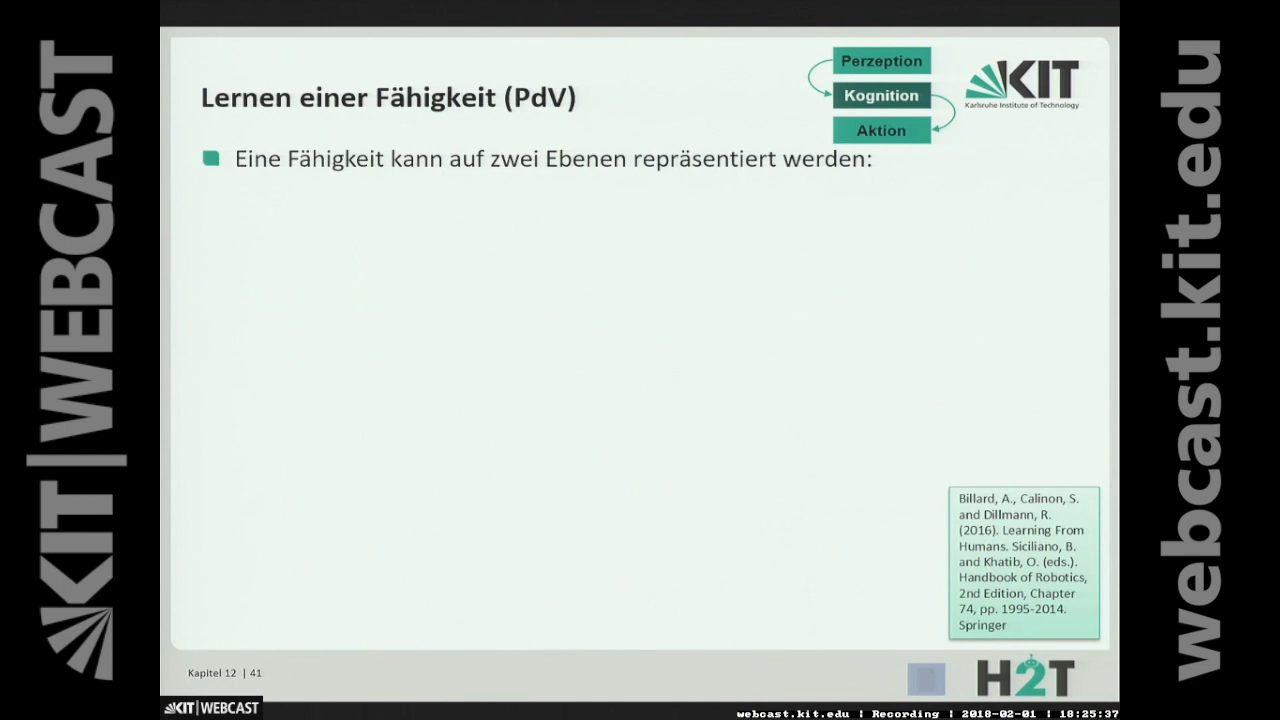 KIT|WEBCAST
webcast.kit.edu
Lernen einer Fähigkeit (PdV)
Perzeption
Kognition
Aktion
KIT
Karlsruhe Institute of Technology
Eine Fähigkeit kann auf zwei Ebenen repräsentiert werden:
Billard, A., Calinon, S.
and Dillmann, R.
(2016). Learning From
Humans. Siciliano, B.
and Khatib, O. (eds.).
Handbook of Robotics,
2nd Edition, Chapter
74, pp. 1995-2014.
Springer
Kapitel 12 | 41
H2T
KIT|WEBCAST
webcast.kit.edu | Recording | 2018-02-01 | 18:25:37